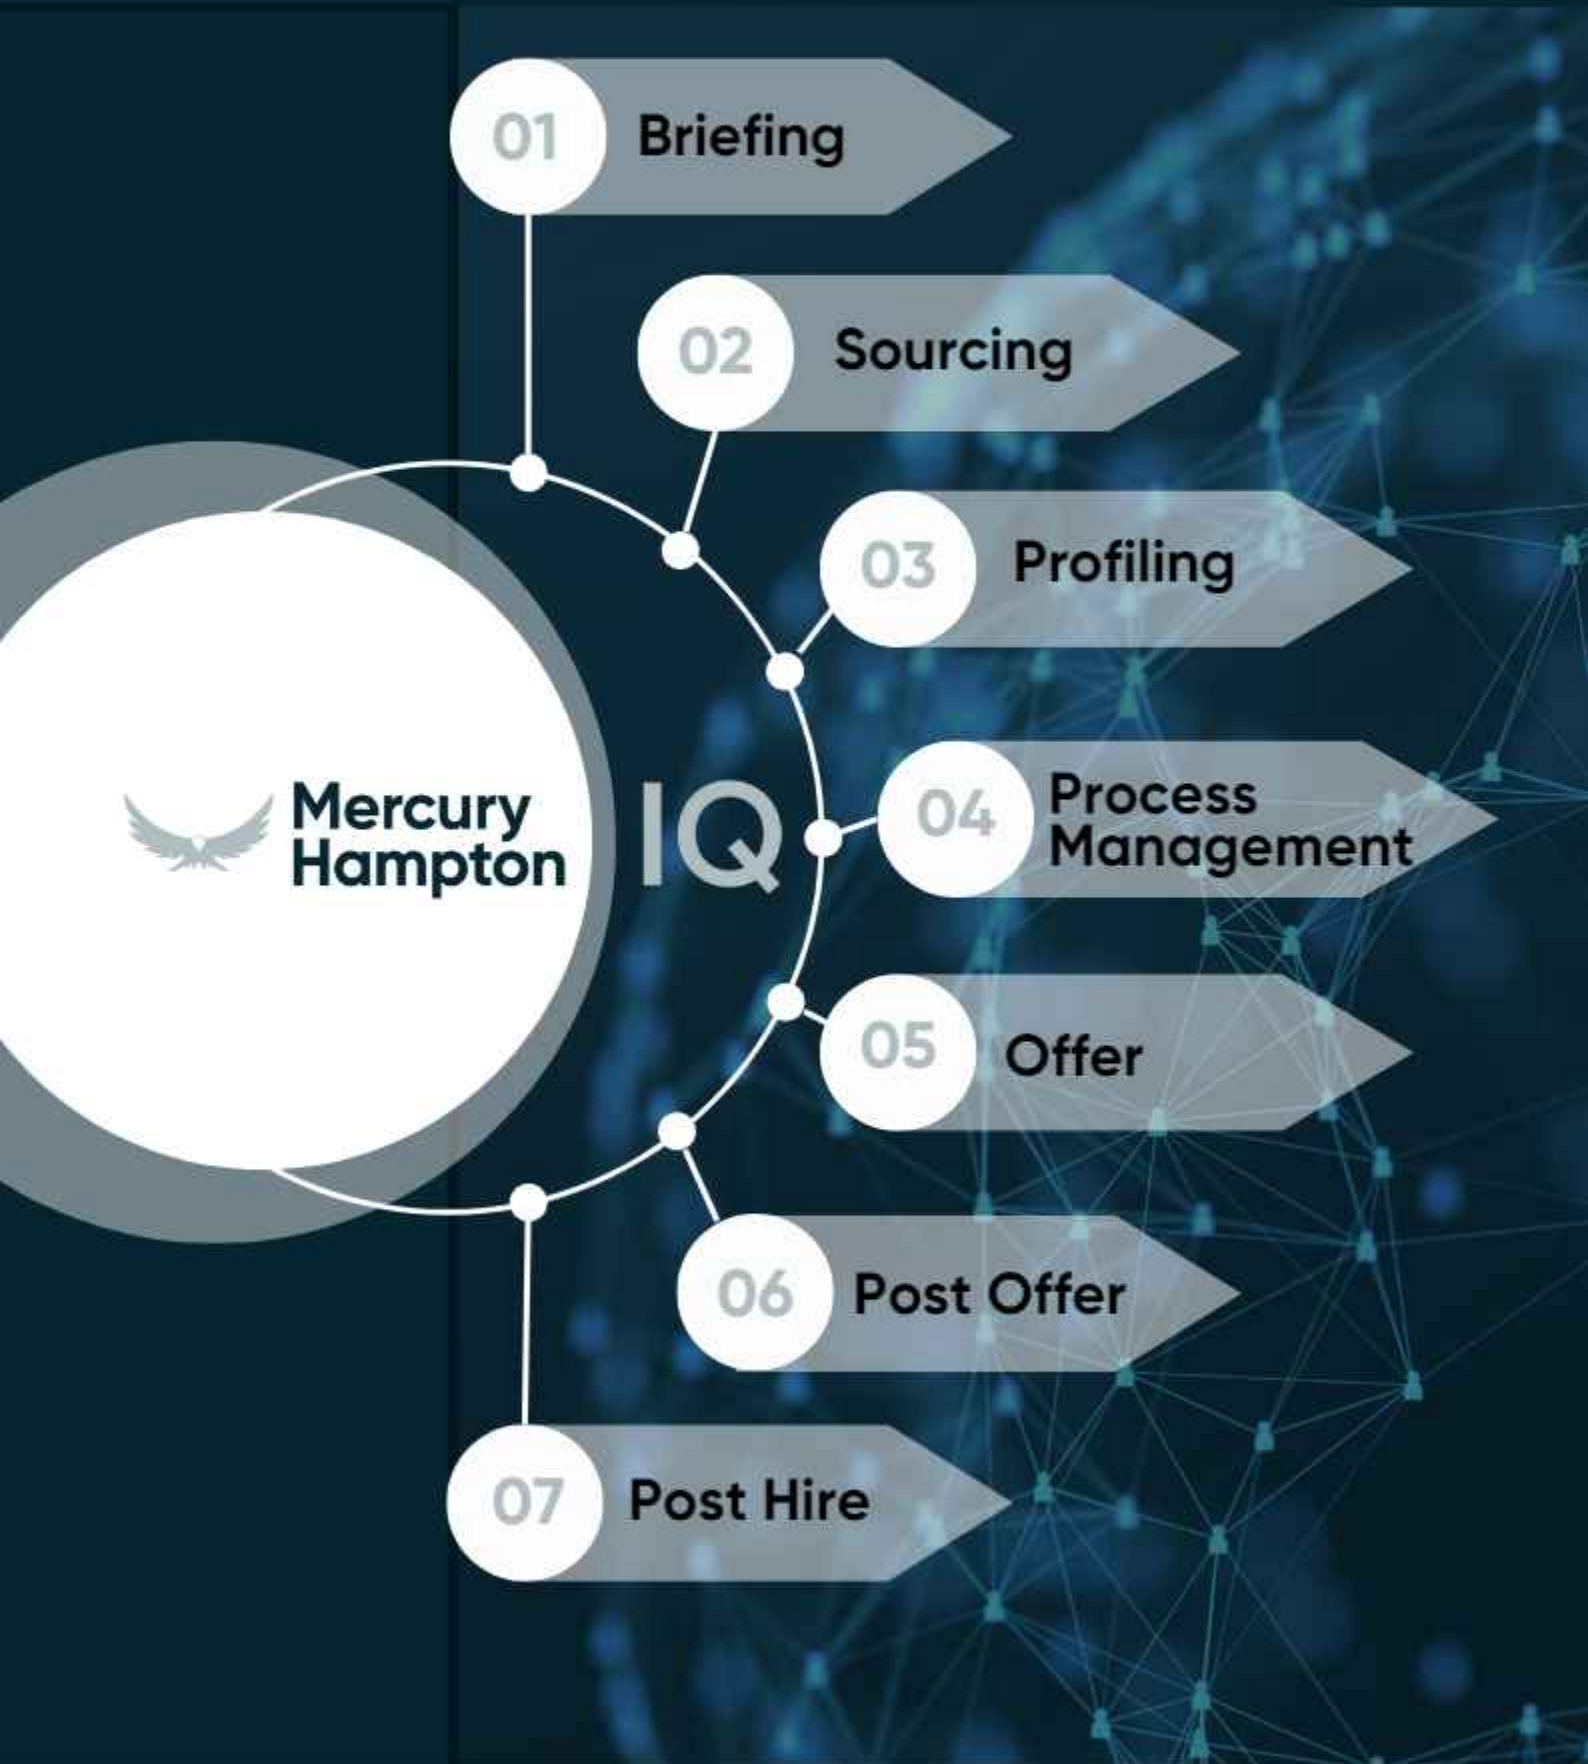 01 Briefing
02 Sourcing
03 Profiling
Mercury
Hampton
IQ
04 Process
Management
05 Offer
06 Post Offer
07 Post Hire